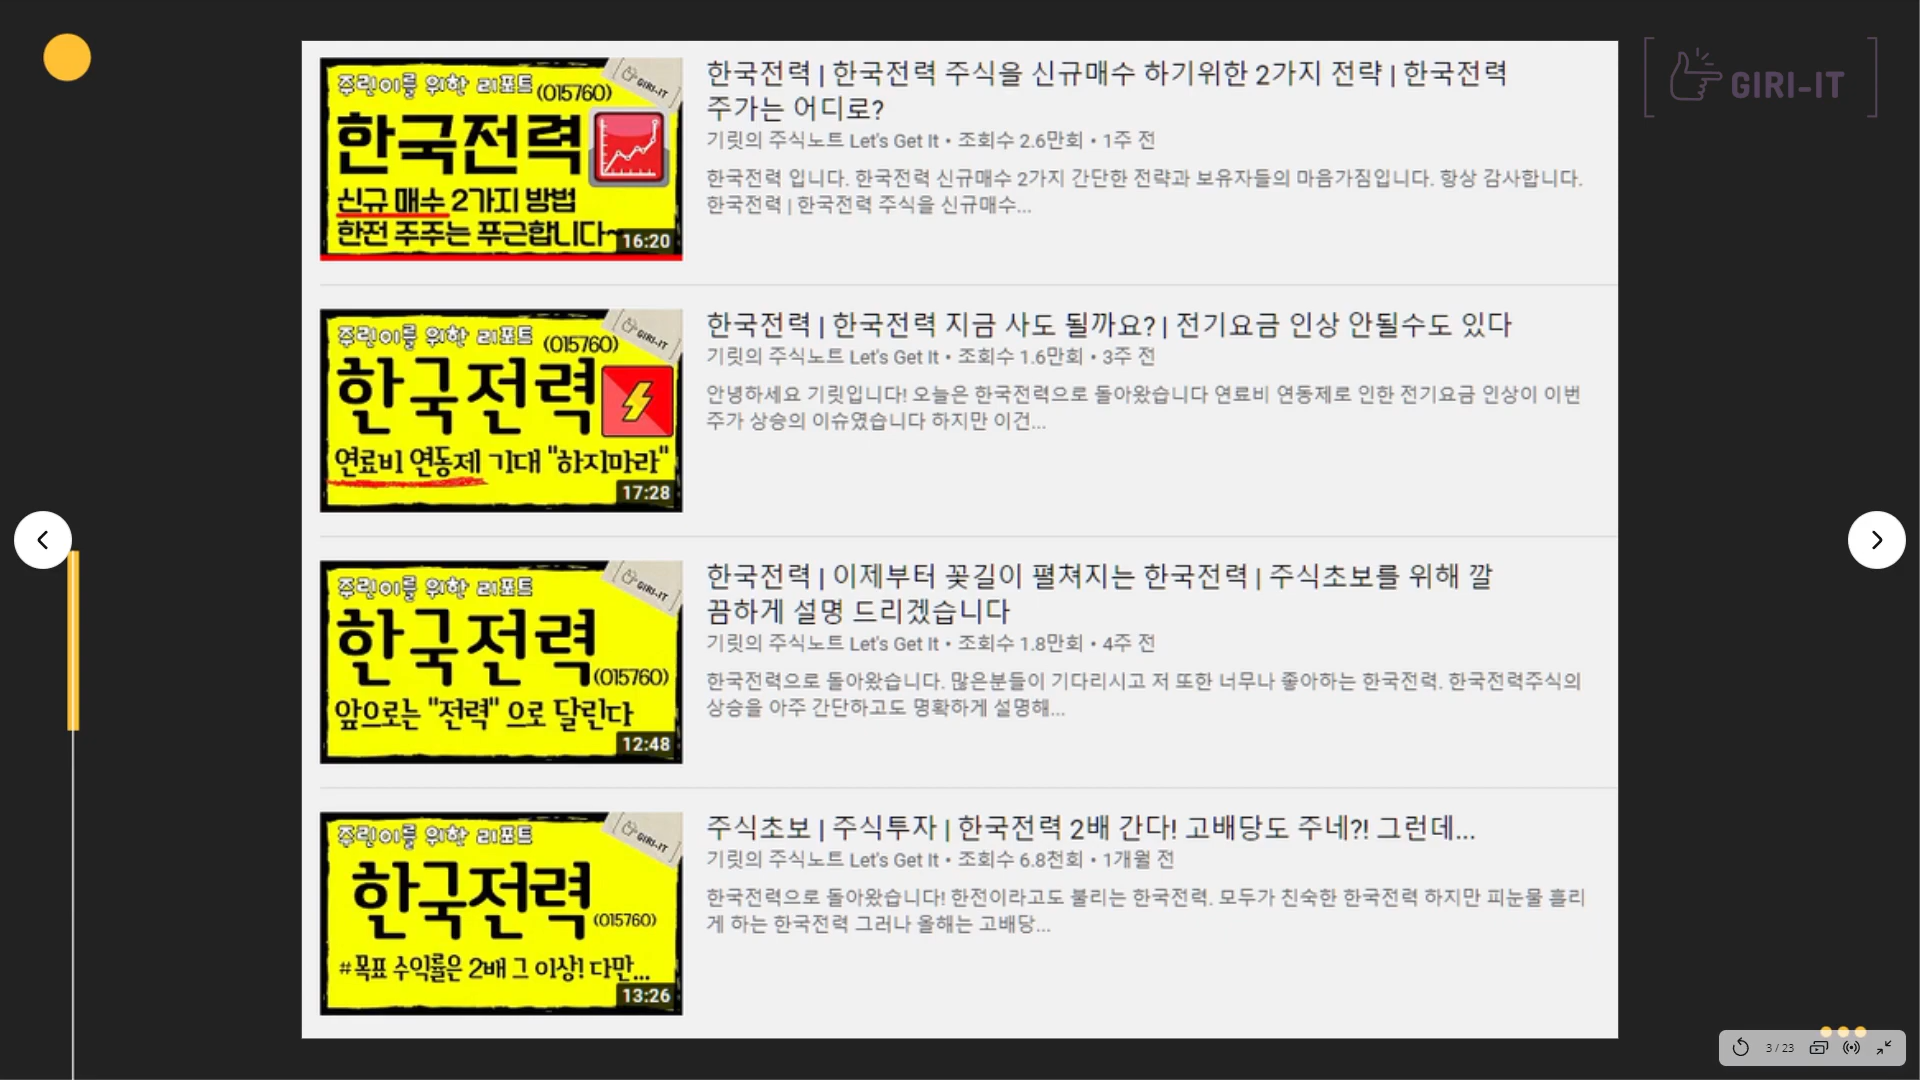 GIRI-IT
주린이를 위한 리포트
(015760)
GIRI-IT
한국전력
신규 매수 2가지 방법
한전 주주는 푸근합니다~
16:20
한국전력 | 한국전력 주식을 신규매수 하기위한 2가지 전략 | 한국전력
주가는 어디로?
기릿의 주식노트 Let's Get It • 조회수 2.6만회 • 1주 전
한국전력 입니다. 한국전력 신규매수 2가지 간단한 전략과 보유자들의 마음가짐입니다. 항상 감사합니다.
한국전력 | 한국전력 주식을 신규매수...
주린이를 위한 리포트
(015760)
GIRI-IT
한국전력
연료비 연동제 기대 "하지마라"
17:28
한국전력 | 한국전력 지금 사도 될까요? | 전기요금 인상 안될수도 있다
기릿의 주식노트 Let's Get It • 조회수 1.6만회 • 3주 전
안녕하세요 기릿입니다! 오늘은 한국전력으로 돌아왔습니다 연료비 연동제로 인한 전기요금 인상이 이번
주가 상승의 이슈였습니다 하지만 이건...
주린이를 위한 리포트
GIRI-IT
한국전력
(015760)
앞으로는 "전력" 으로 달린다
12:48
한국전력 | 이제부터 꽃길이 펼쳐지는 한국전력 | 주식초보를 위해 깔
끔하게 설명 드리겠습니다
기릿의 주식노트 Let's Get It • 조회수 1.8만회 • 4주 전
한국전력으로 돌아왔습니다. 많은분들이 기다리시고 저 또한 너무나 좋아하는 한국전력. 한국전력주식의
상승을 아주 간단하고도 명확하게 설명해...
주린이를 위한 리포트
GIRI-IT
한국전력
(015760)
#목표 수익률은 2배 그 이상! 다만...
13:26
주식초보 | 주식투자 | 한국전력 2배 간다! 고배당도 주네?! 그런데...
기릿의 주식노트 Let's Get It • 조회수 6.8천회 • 1개월 전
한국전력으로 돌아왔습니다! 한전이라고도 불리는 한국전력. 모두가 친숙한 한국전력 하지만 피눈물 흘리
게 하는 한국전력 그러나 올해는 고배당...
3 / 23